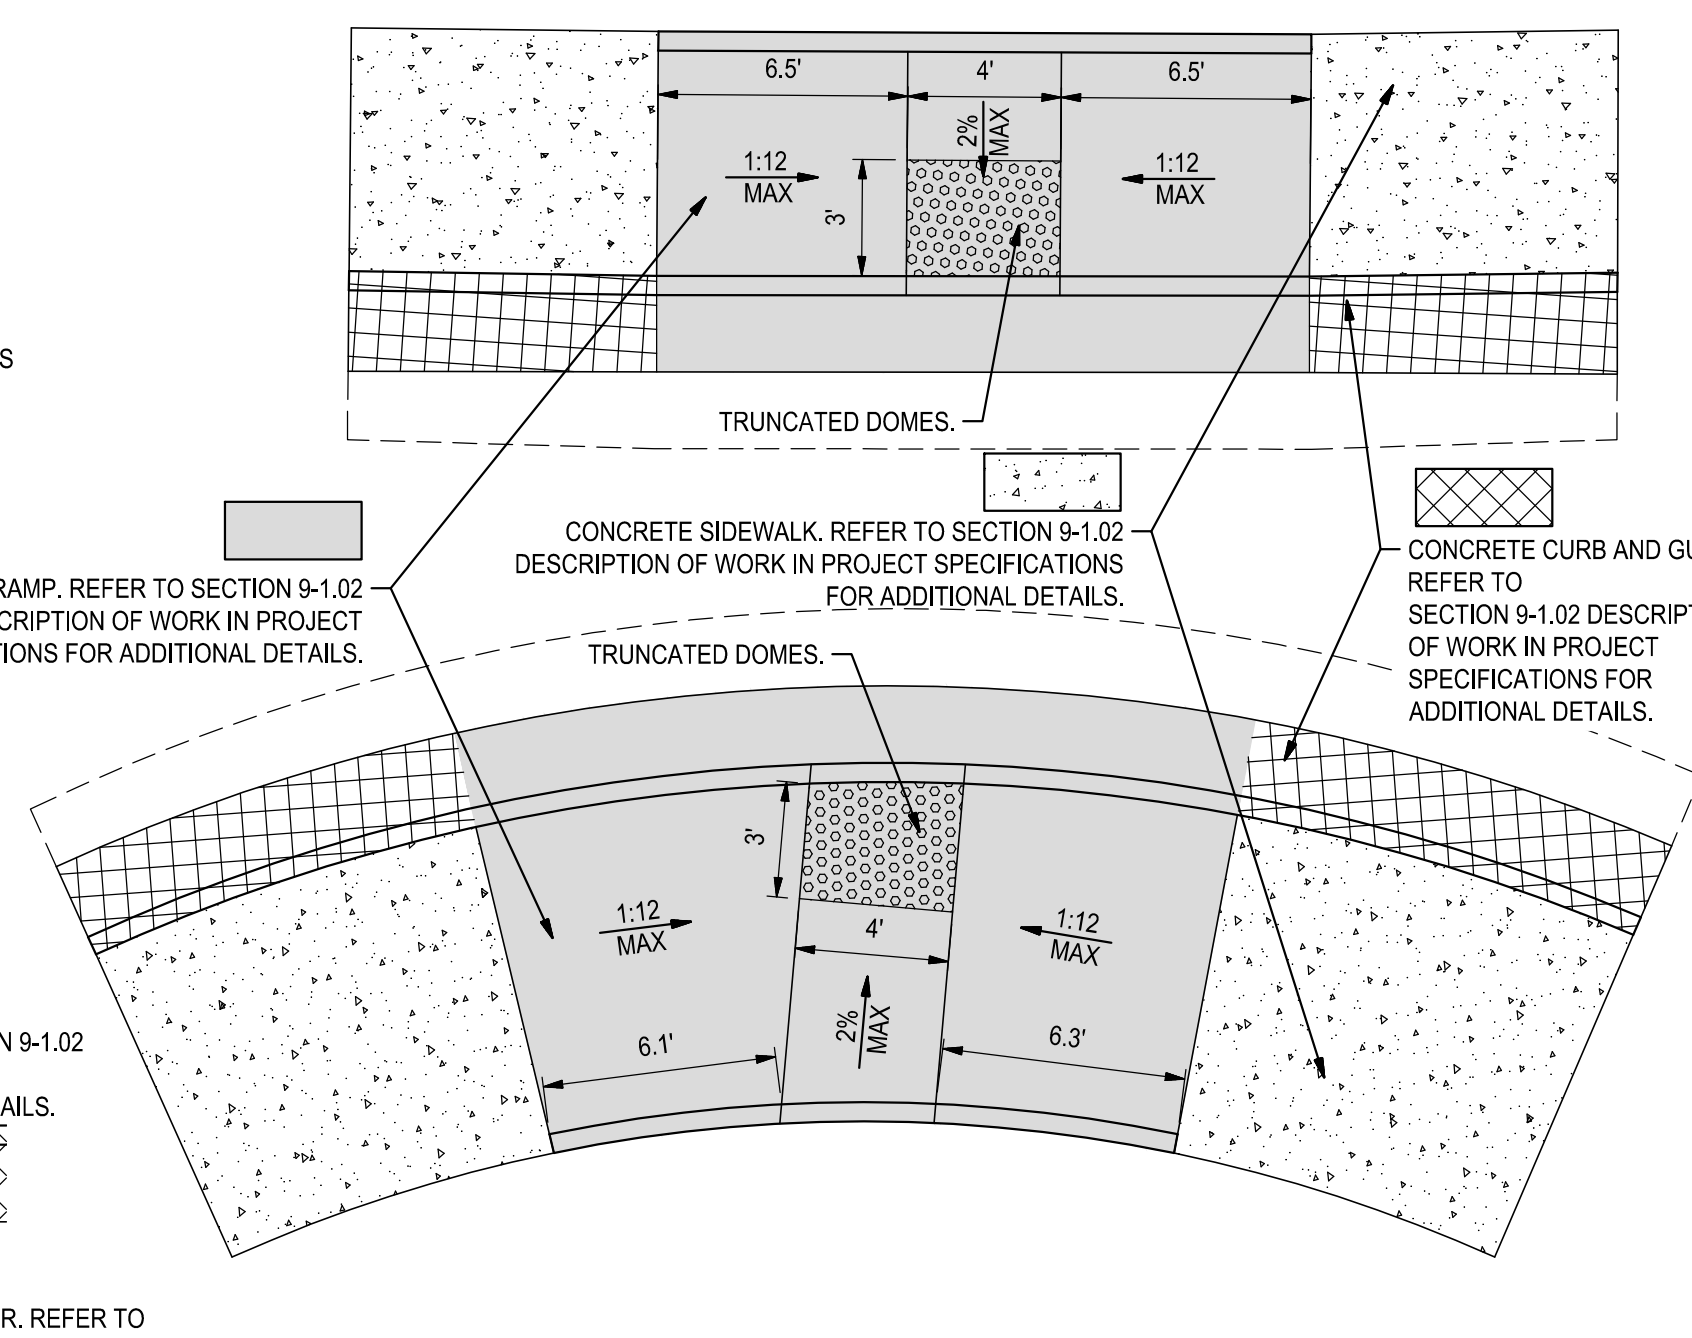 6.5'
4'
6.5'
2%
MAX
1:12
MAX
1:12
MAX
3'
S
TRUNCATED DOMES.
CONCRETE SIDEWALK. REFER TO SECTION 9-1.02
DESCRIPTION OF WORK IN PROJECT SPECIFICATIONS
FOR ADDITIONAL DETAILS.
RAMP. REFER TO SECTION 9-1.02
CRIPTION OF WORK IN PROJECT
TIONS FOR ADDITIONAL DETAILS.
CONCRETE CURB AND GU
REFER TO
SECTION 9-1.02 DESCRIPT
OF WORK IN PROJECT
SPECIFICATIONS FOR
ADDITIONAL DETAILS.
TRUNCATED DOMES.
3'
1:12
MAX
4'
1:12
MAX
2%
MAX
6.1'
6.3'
N 9-1.02
AILS.
R. REFER TO